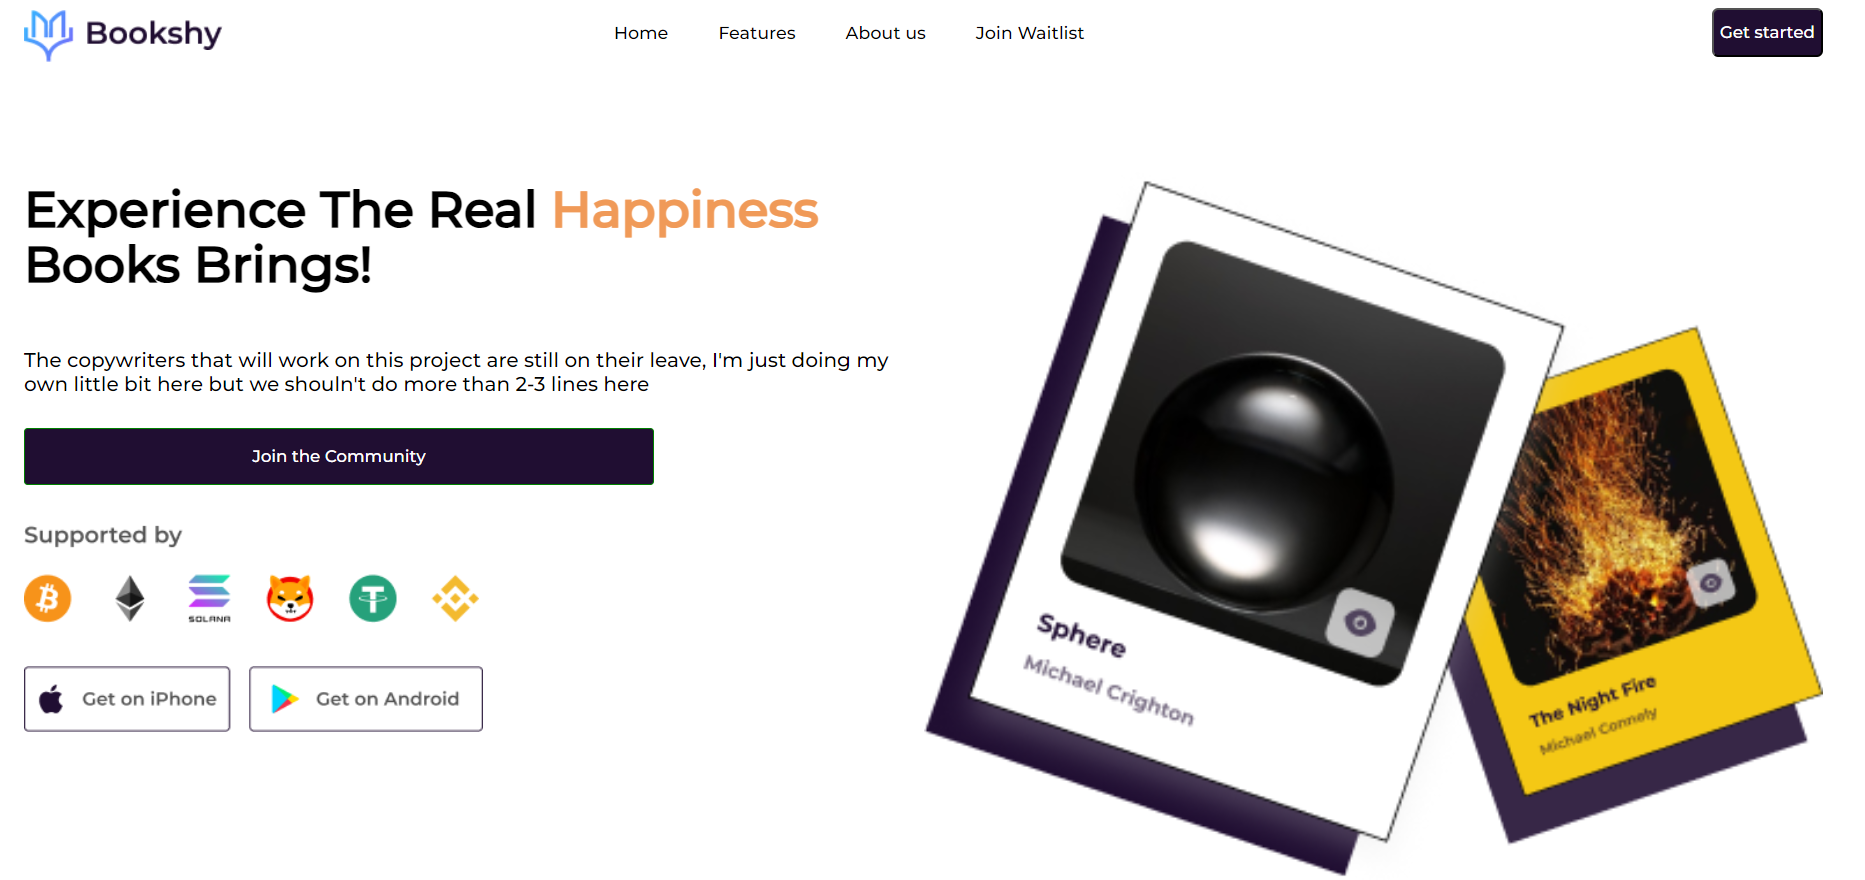 Bookshy
Home
Features
About us
Join Waitlist
Get started
Experience The Real Happiness
Books Brings!
The copywriters that will work on this project are still on their leave, I'm just doing my
own little bit here but we shouln't do more than 2-3 lines here
Join the Community
Supported by
SOLANA
Get on iPhone
Get on Android
Sphere
Michael Crighton
The Night Fire
Michael Connely